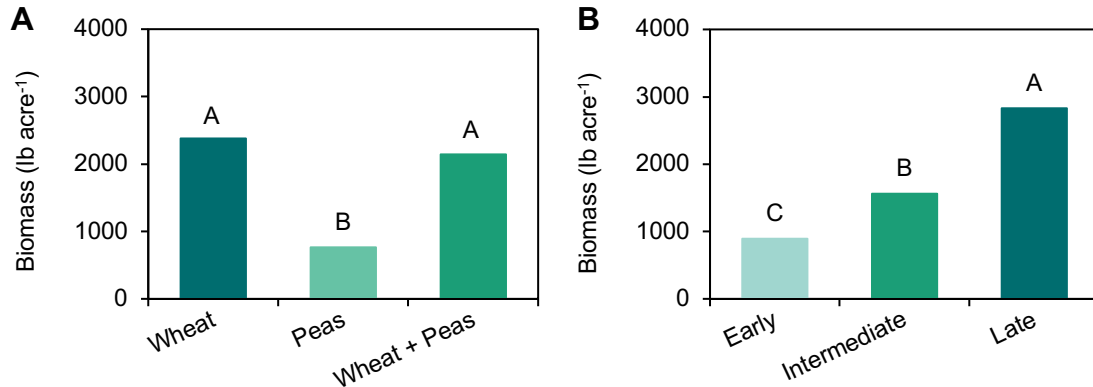 A
Biomass (lb acre⁻¹)
4000
3000
2000
1000
0
A
B
A
Wheat
Peas
Wheat + Peas
B
Biomass (lb acre⁻¹)
4000
3000
2000
1000
0
C
B
A
Early
Intermediate
Late